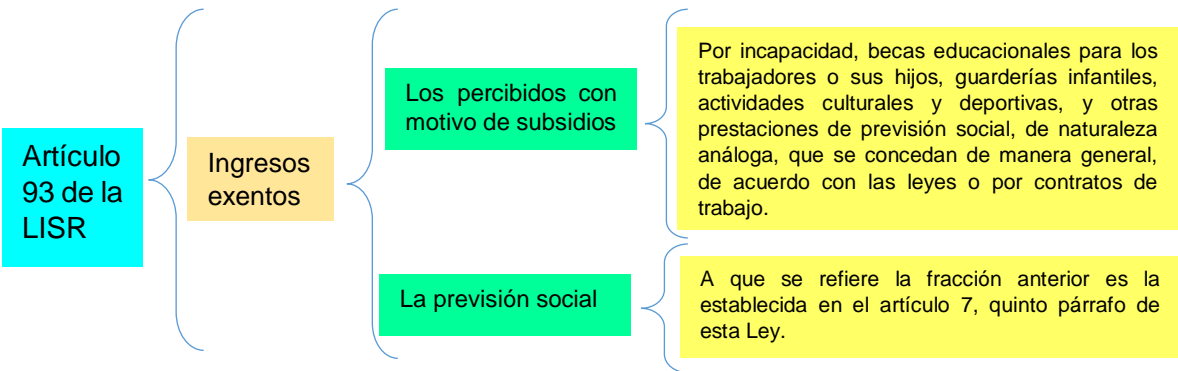 Artículo
93 de la
LISR
Ingresos
exentos
Los percibidos con
motivo de subsidios
Por incapacidad, becas educacionales para los
trabajadores o sus hijos, guarderías infantiles,
actividades culturales y deportivas, y otras
prestaciones de previsión social, de naturaleza
análoga, que se concedan de manera general,
de acuerdo con las leyes o por contratos de
trabajo.
La previsión social
A que se refiere la fracción anterior es la
establecida en el artículo 7, quinto párrafo de
esta Ley.